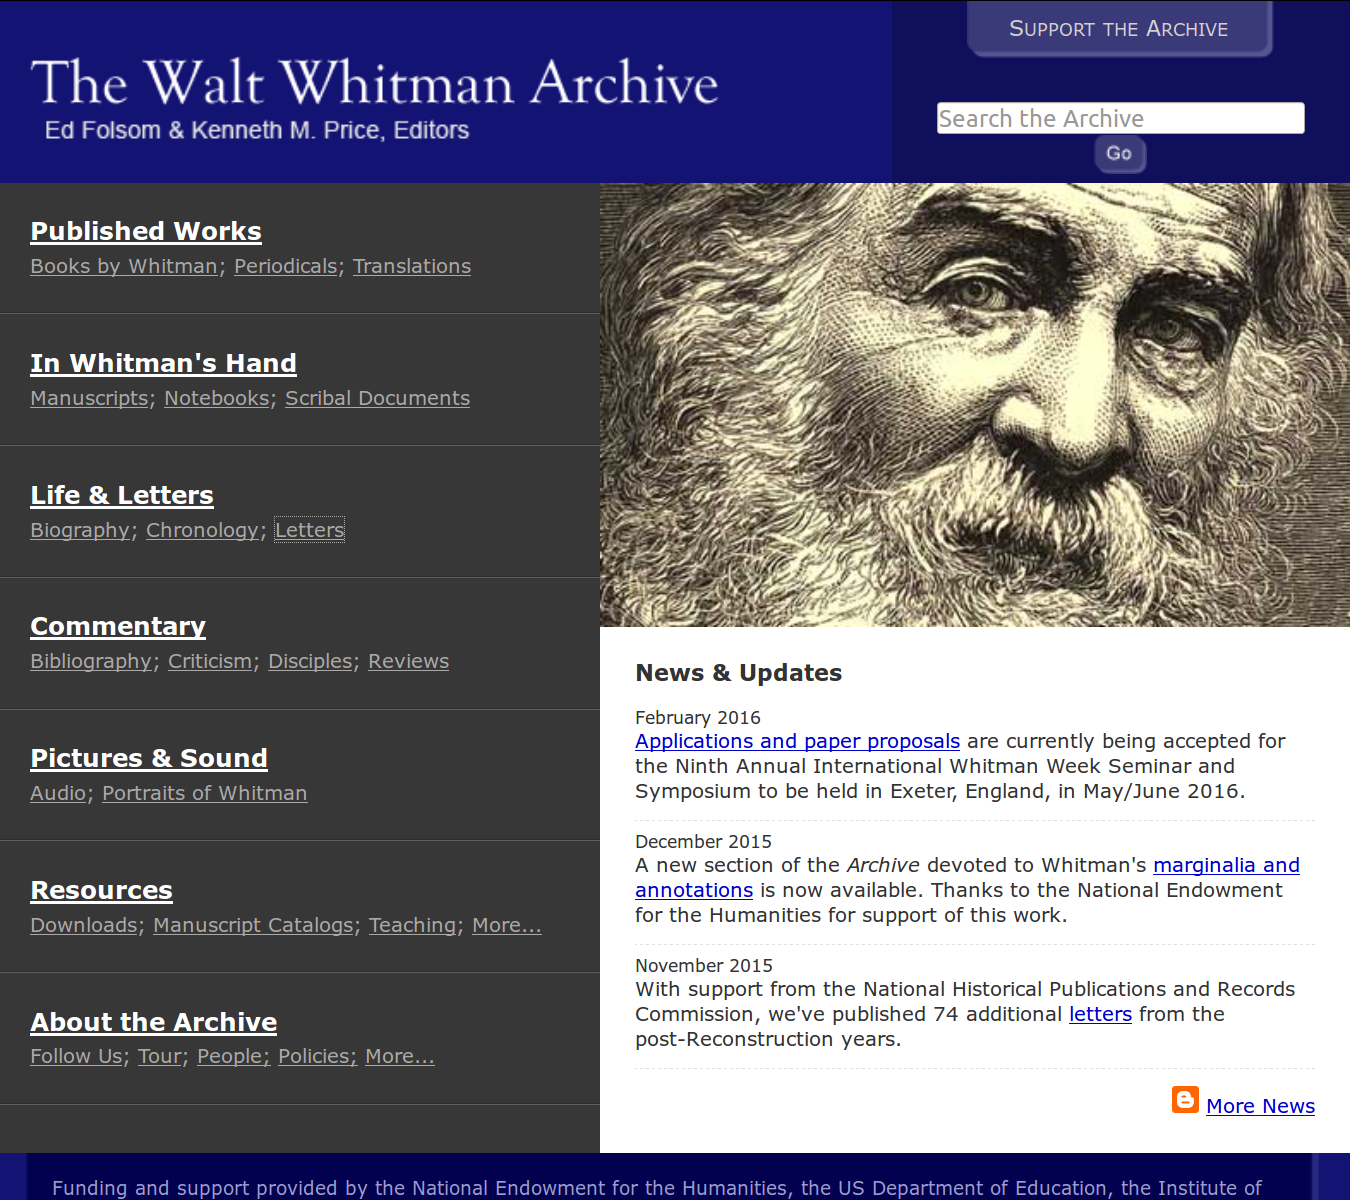 Support the Archive
The Walt Whitman Archive
Ed Folsom & Kenneth M. Price, Editors
Search the Archive
Go
Published Works
Books by Whitman; Periodicals; Translations
In Whitman's Hand
Manuscripts; Notebooks; Scribal Documents
Life & Letters
Biography; Chronology; Letters
Commentary
Bibliography; Criticism; Disciples; Reviews
Pictures & Sound
Audio; Portraits of Whitman
Resources
Downloads; Manuscript Catalogs; Teaching; More...
About the Archive
Follow Us; Tour; People; Policies; More...
News & Updates
February 2016
Applications and paper proposals are currently being accepted for
the Ninth Annual International Whitman Week Seminar and
Symposium to be held in Exeter, England, in May/June 2016.
December 2015
A new section of the Archive devoted to Whitman's marginalia and
annotations is now available. Thanks to the National Endowment
for the Humanities for support of this work.
November 2015
With support from the National Historical Publications and Records
Commission, we've published 74 additional letters from the
post-Reconstruction years.
More News
Funding and support provided by the National Endowment for the Humanities, the US Department of Education, the Institute of